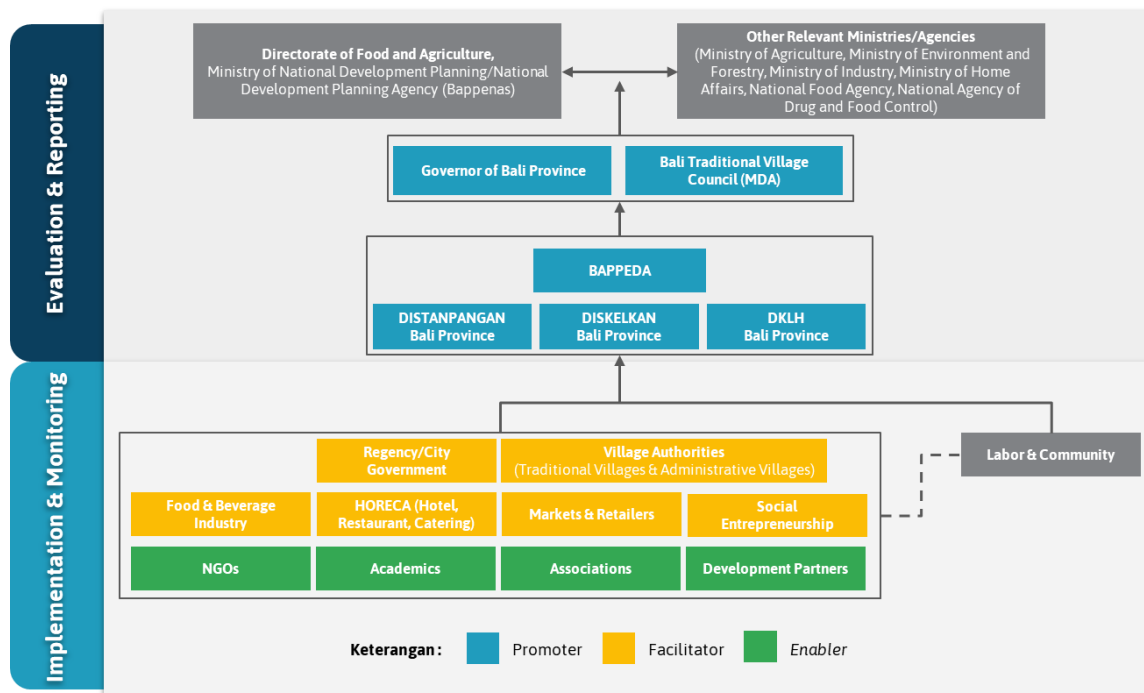 Evaluation & Reporting
Directorate of Food and Agriculture,
Ministry of National Development Planning/National
Development Planning Agency (Bappenas)
Other Relevant Ministries/Agencies
(Ministry of Agriculture, Ministry of Environment and
Forestry, Ministry of Industry, Ministry of Home
Affairs, National Food Agency, National Agency of
Drug and Food Control)
Governor of Bali Province
Bali Traditional Village
Council (MDA)
BAPPEDA
DISTANPANGAN
Bali Province
DISKELKAN
Bali Province
DKLH
Bali Province
Implementation & Monitoring
Regency/City
Government
Village Authorities
(Traditional Villages & Administrative Villages)
Labor & Community
Food & Beverage
Industry
HORECA (Hotel,
Restaurant, Catering)
Markets & Retailers
Social
Entrepreneurship
NGOs
Academics
Associations
Development Partners
Keterangan :
Promoter
Facilitator
Enabler